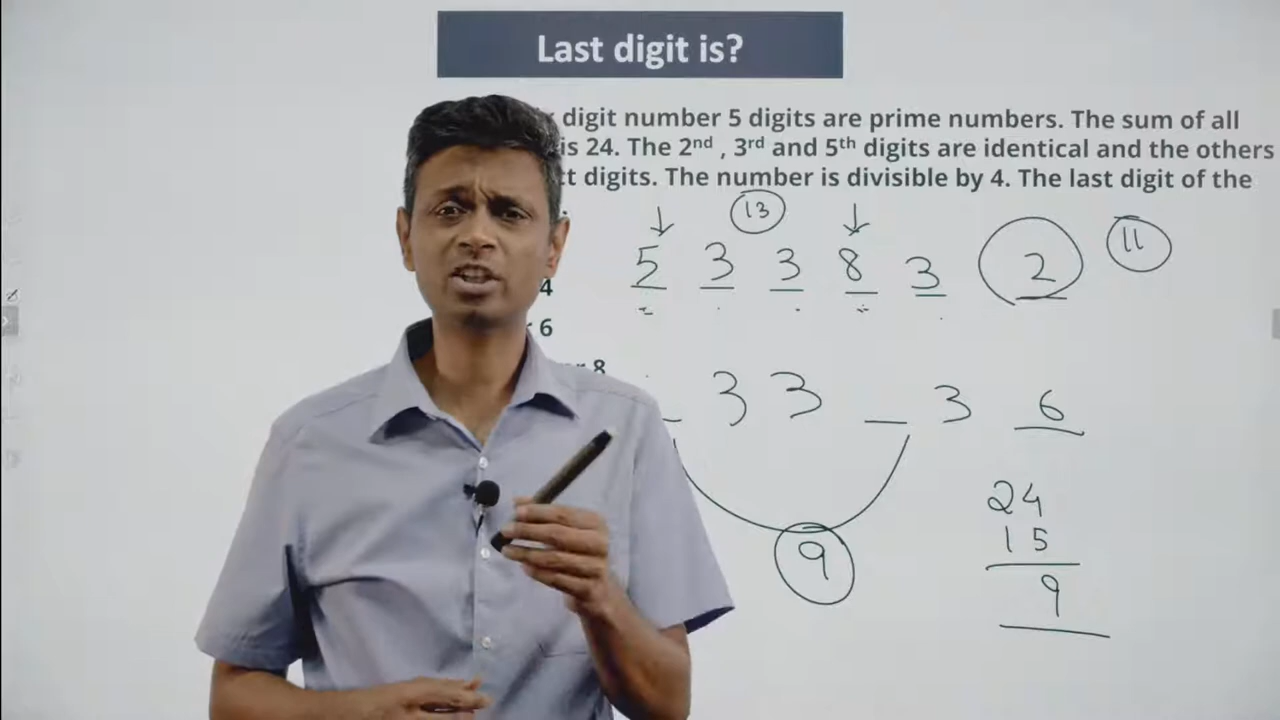 Last digit is?
digit number 5 digits are prime numbers. The sum of all
is 24. The 2nd , 3rd and 5th digits are identical and the others
digits. The number is divisible by 4. The last digit of the
13
5 3 3 8 3 2 11
4
6
8
_ 3 3 _ 3 6
24
15
9
9